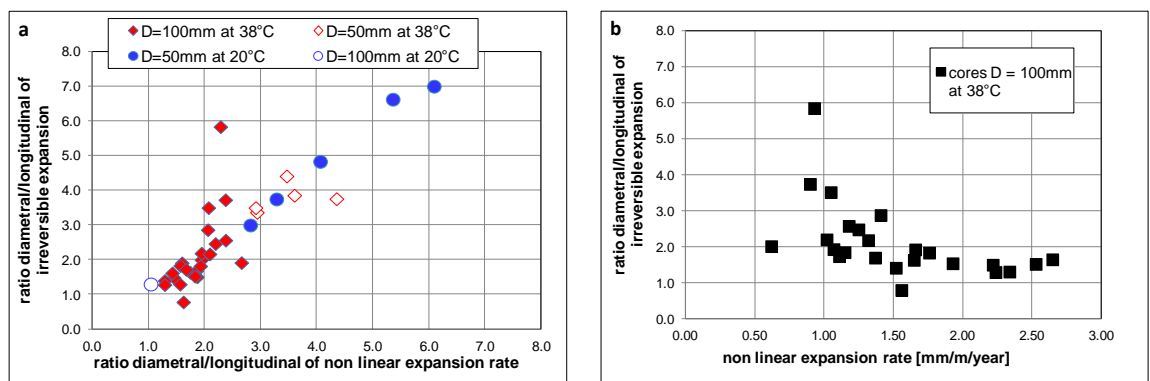 a
D=100mm at 38°C
D=50mm at 38°C
D=50mm at 20°C
D=100mm at 20°C
8.0
7.0
6.0
5.0
4.0
3.0
2.0
1.0
0.0
0.0 1.0 2.0 3.0 4.0 5.0 6.0 7.0 8.0
ratio diametral/longitudinal of
irreversible expansion
ratio diametral/longitudinal of non linear expansion rate
b
cores D = 100mm
at 38°C
8.0
7.0
6.0
5.0
4.0
3.0
2.0
1.0
0.0
0.00 0.50 1.00 1.50 2.00 2.50 3.00
ratio diametral/longitudinal of
irreversible expansion
non linear expansion rate [mm/m/year]